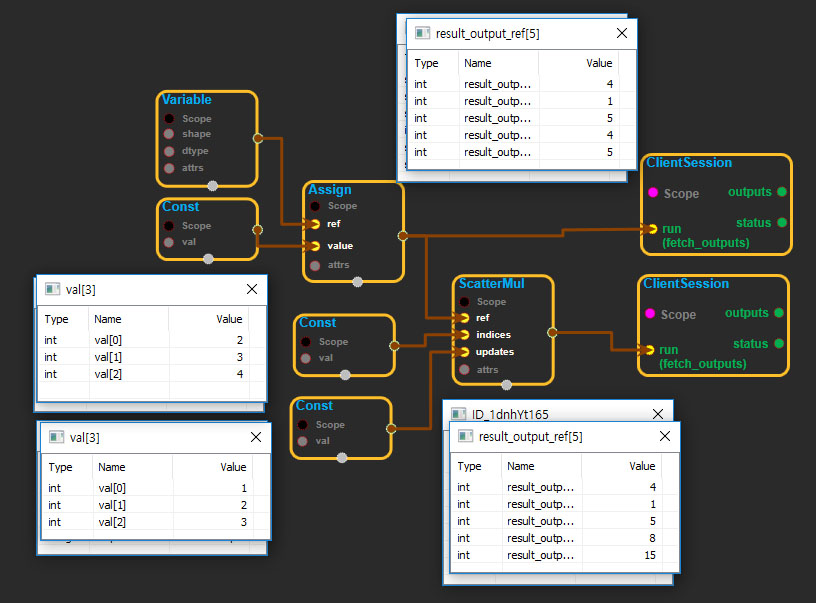 result_output_ref[5]
Type Name Value
int result_outp... 4
int result_outp... 1
int result_outp... 5
int result_outp... 4
int result_outp... 5
Variable
Scope
shape
dtype
attrs
Const
Scope
val
Assign
Scope
ref
value
attrs
ClientSession
Scope
outputs
status
run
(fetch_outputs)
ScatterMul
Scope
ref
indices
updates
attrs
ClientSession
Scope
outputs
status
run
(fetch_outputs)
Const
Scope
val
Const
Scope
val
val[3]
Type Name Value
int val[0] 2
int val[1] 3
int val[2] 4
val[3]
Type Name Value
int val[0] 1
int val[1] 2
int val[2] 3
ID_1dnhYt165
result_output_ref[5]
Type Name Value
int result_outp... 4
int result_outp... 1
int result_outp... 5
int result_outp... 8
int result_outp... 15